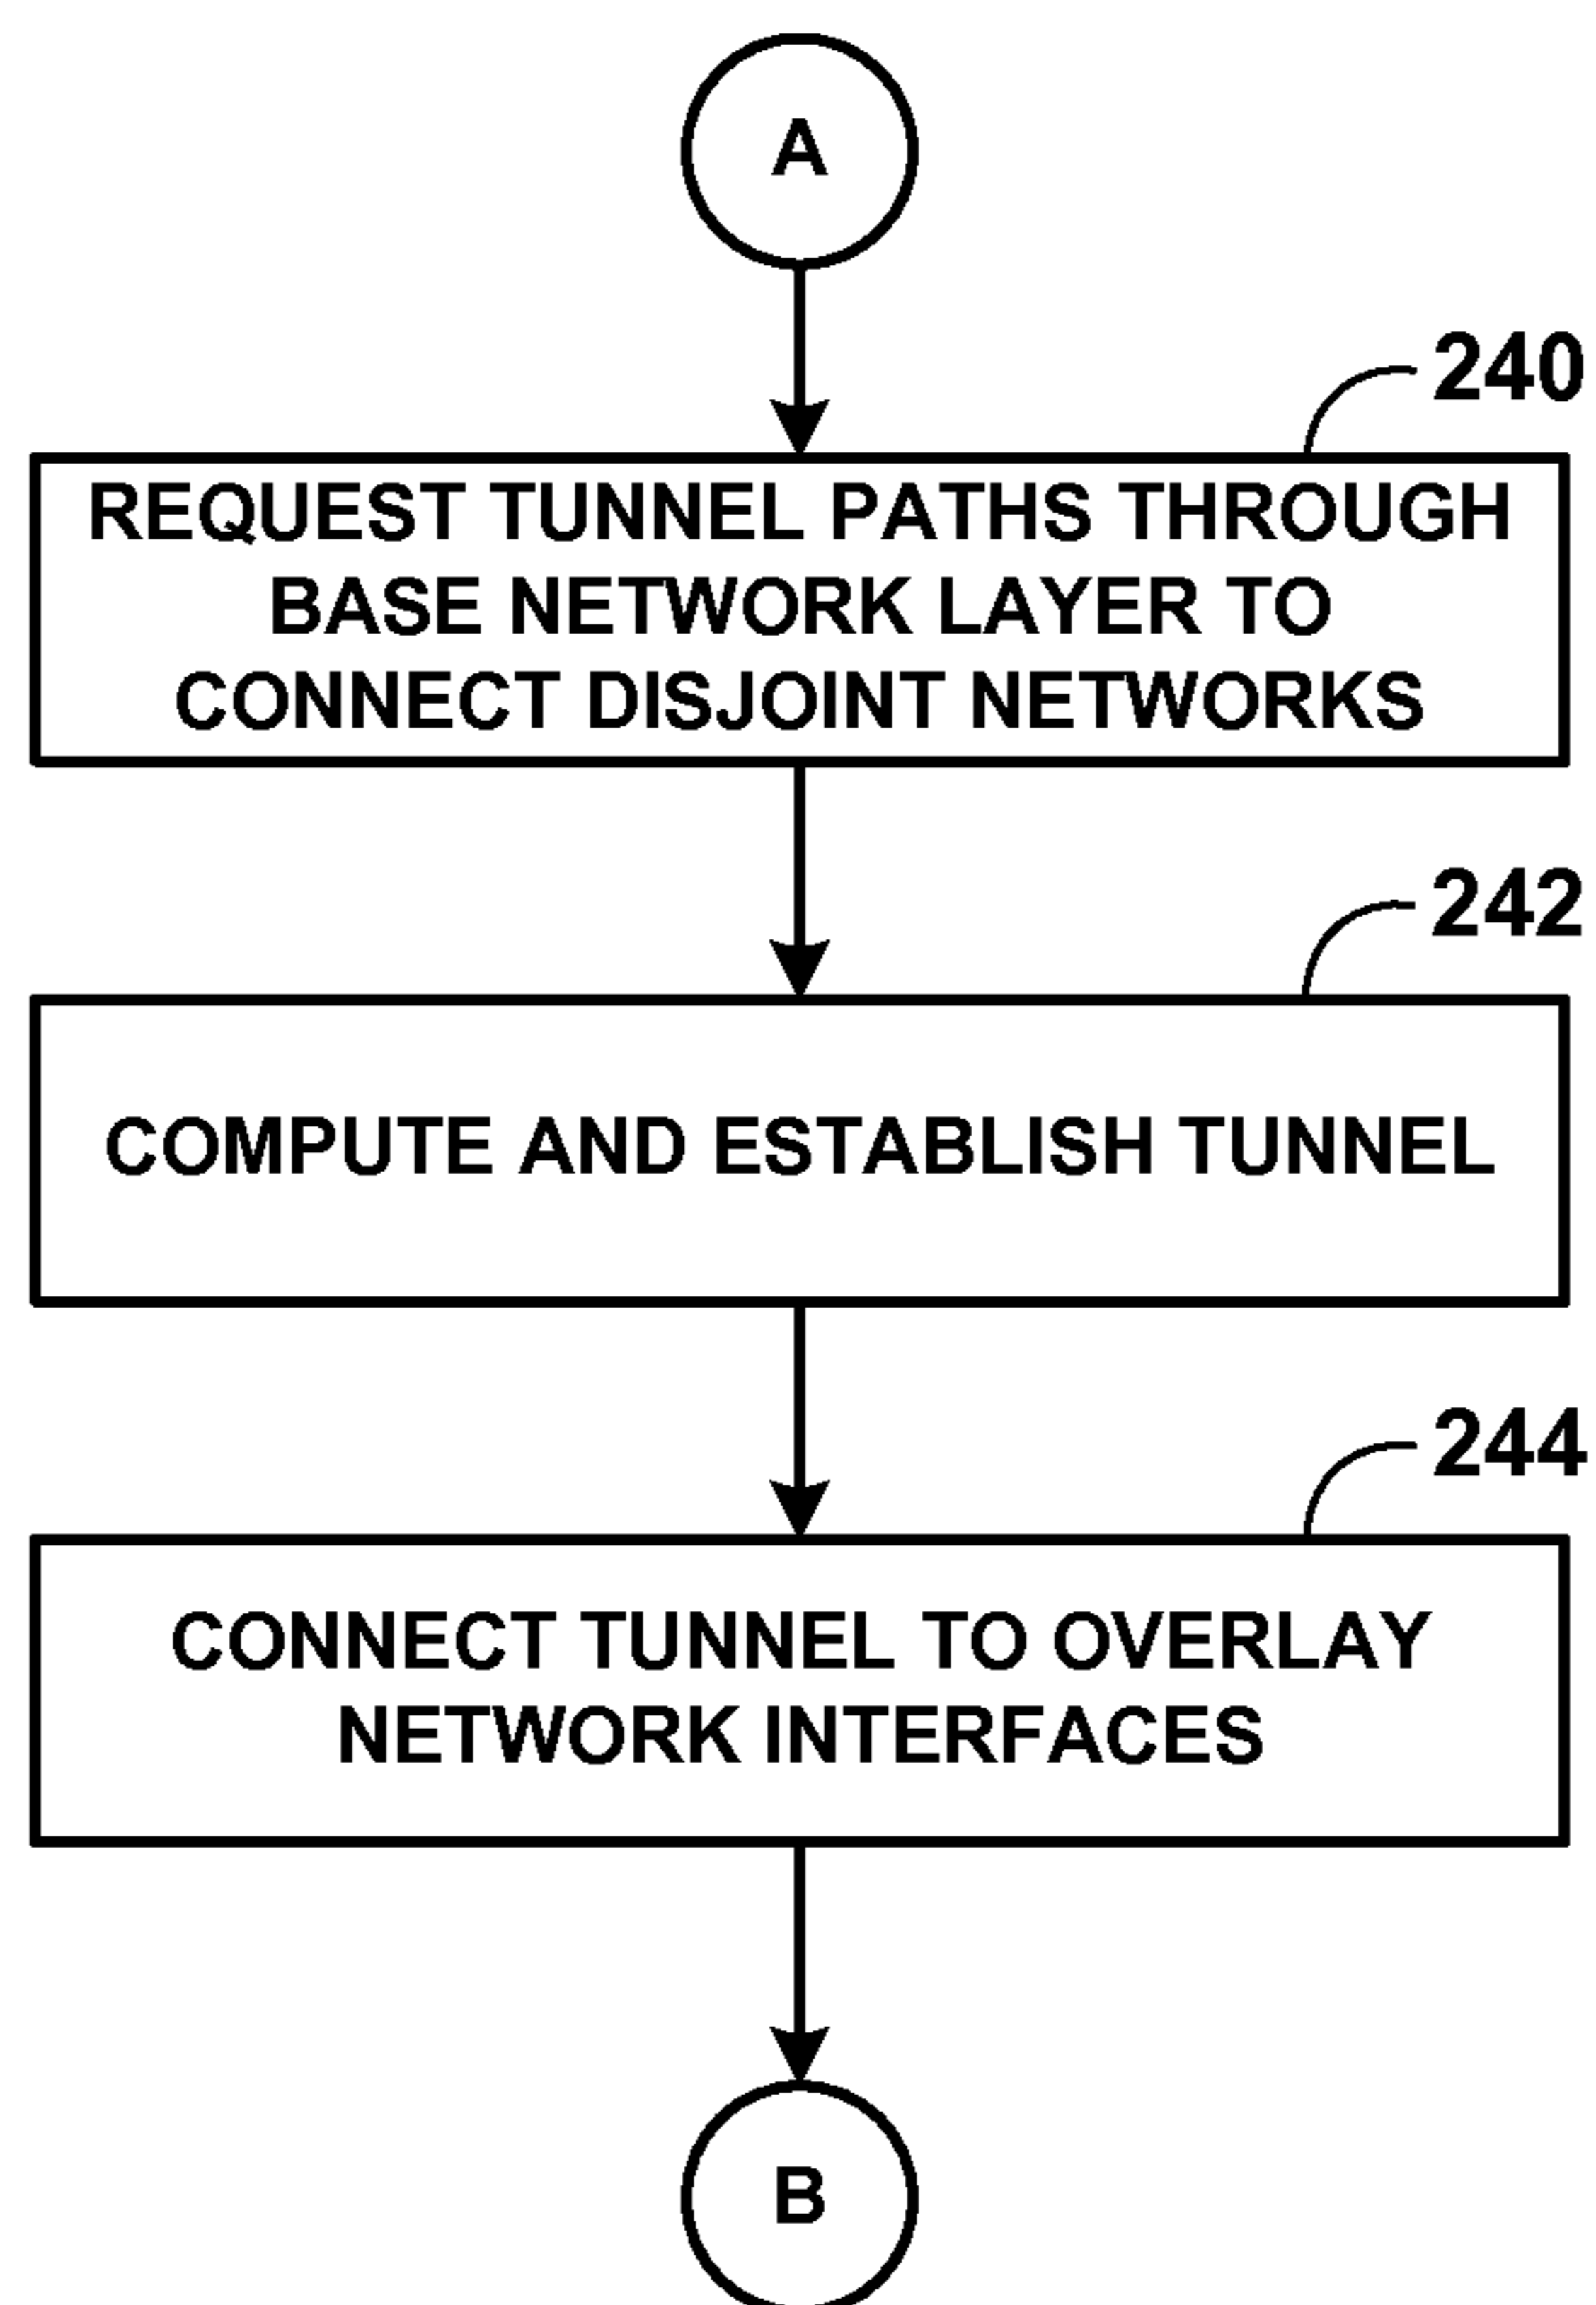 A
240
REQUEST TUNNEL PATHS THROUGH
BASE NETWORK LAYER TO
CONNECT DISJOINT NETWORKS
242
COMPUTE AND ESTABLISH TUNNEL
244
CONNECT TUNNEL TO OVERLAY
NETWORK INTERFACES
B